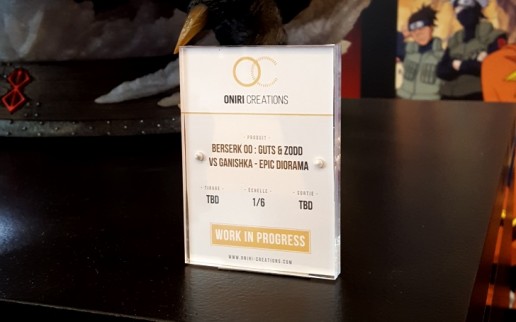 OC
ONIRI CREATIONS
PRODUIT
BERSERK OO : GUTS & ZODD
VS GANISHKA - EPIC DIORAMA
TIRAGE
ECHELLE
SORTIE
TBD
1/6
TBD
WORK IN PROGRESS
WWW.ONIRI-CREATIONS.COM